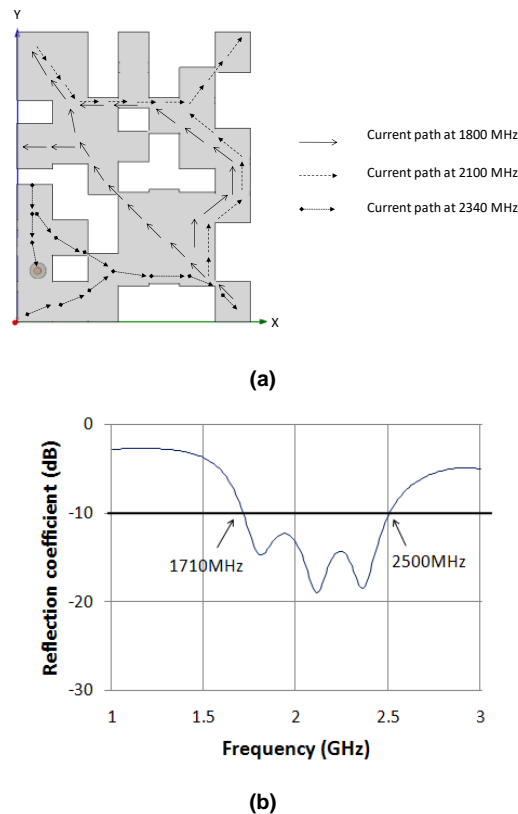 Y
Current path at 1800 MHz
Current path at 2100 MHz
Current path at 2340 MHz
X
(a)
Reflection coefficient (dB)
0
-10
-20
-30
1710MHz
2500MHz
1
1.5
2
2.5
3
Frequency (GHz)
(b)